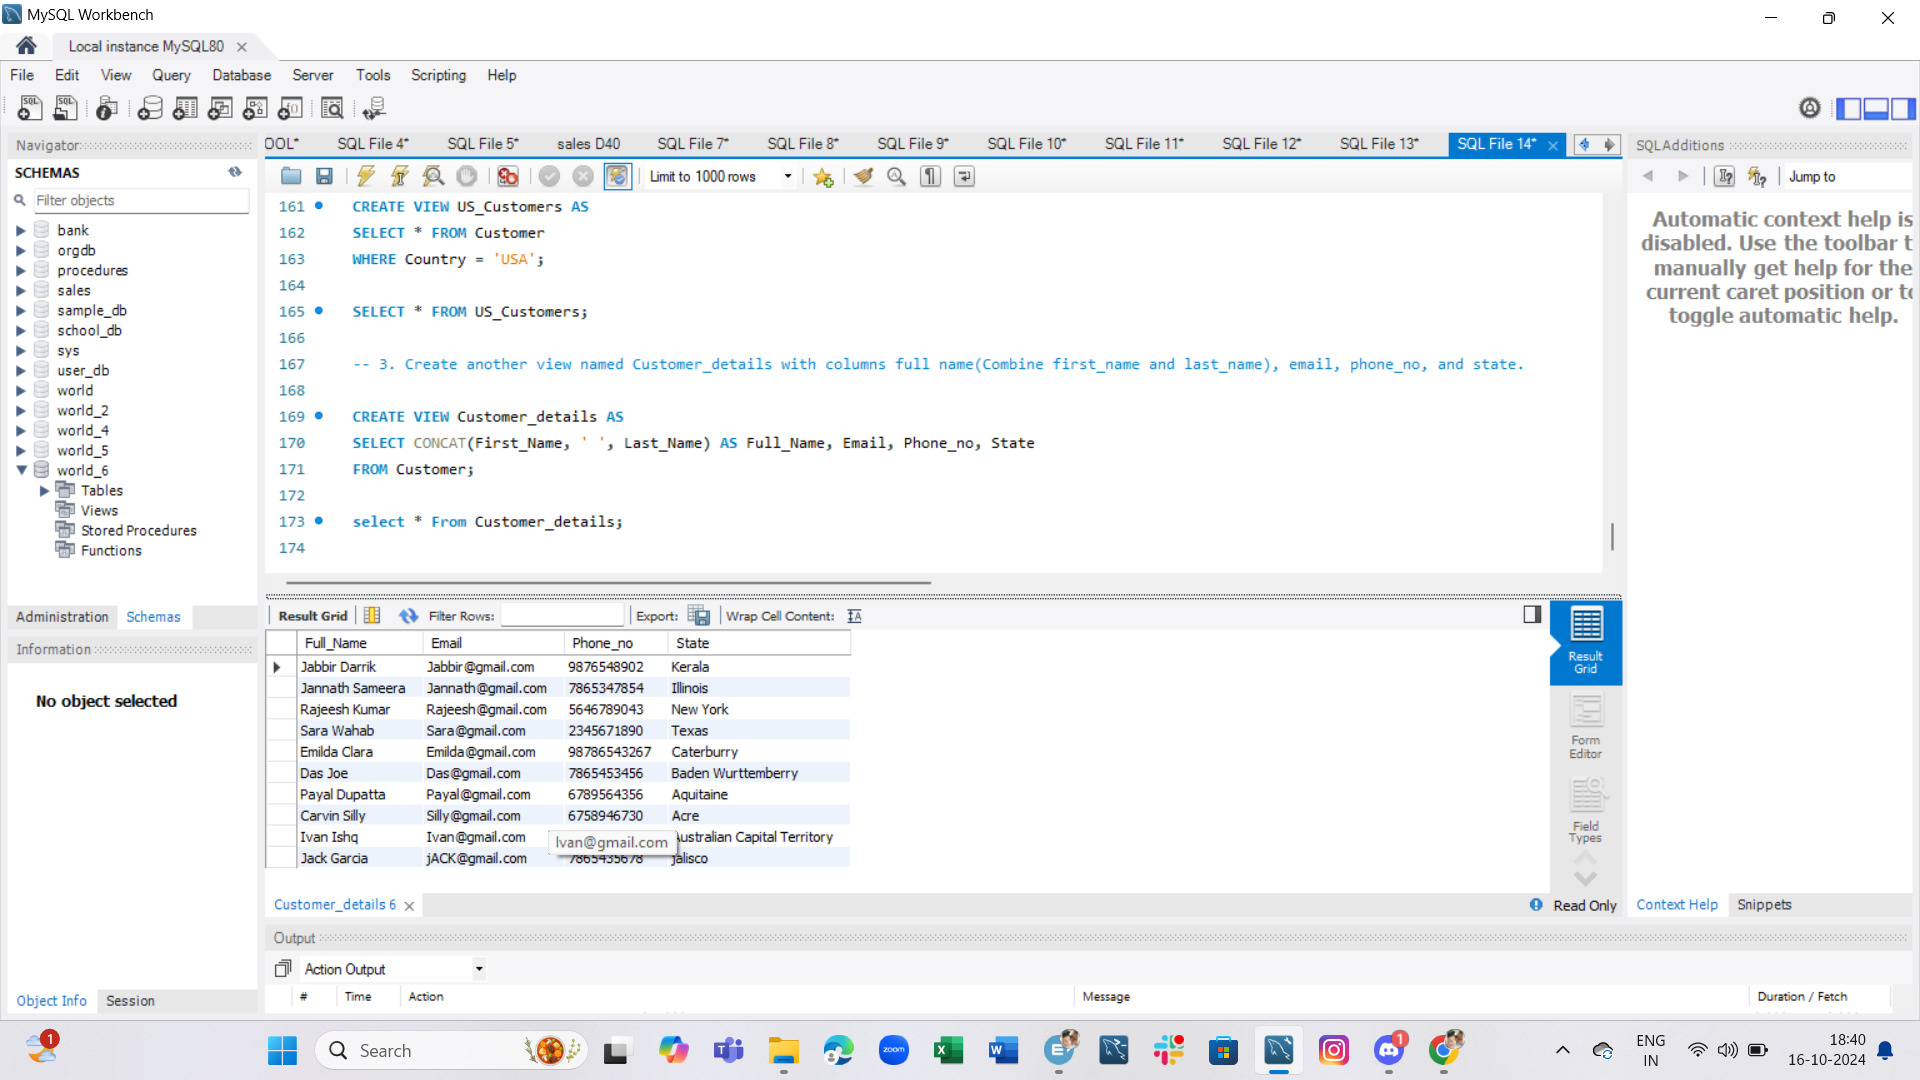 MySQL Workbench
Local instance MySQL80
File Edit View Query Database Server Tools Scripting Help
Navigator
OOL* SQL File 4* SQL File 5* sales D40 SQL File 7* SQL File 8* SQL File 9* SQL File 10* SQL File 11* SQL File 12* SQL File 13* SQL File 14*
SQLAdditions
SCHEMAS
Filter objects
bank
orgdb
procedures
sales
sample_db
school_db
sys
user_db
world
world_2
world_4
world_5
world_6
Tables
Views
Stored Procedures
Functions
Administration Schemas
Information
No object selected
Object Info Session
Limit to 1000 rows
161 CREATE VIEW US_Customers AS
162 SELECT * FROM Customer
163 WHERE Country = 'USA';
164
165 SELECT * FROM US_Customers;
166
167 -- 3. Create another view named Customer_details with columns full name(Combine first_name and last_name), email, phone_no, and state.
168
169 CREATE VIEW Customer_details AS
170 SELECT CONCAT(First_Name, ' ', Last_Name) AS Full_Name, Email, Phone_no, State
171 FROM Customer;
172
173 select * From Customer_details;
174
Result Grid Filter Rows: Export: Wrap Cell Content:
Full_Name Email Phone_no State
Jabbir Darrik Jabbir@gmail.com 9876548902 Kerala
Jannath Sameera Jannath@gmail.com 7865347854 Illinois
Rajeesh Kumar Rajeesh@gmail.com 5646789043 New York
Sara Wahab Sara@gmail.com 2345671890 Texas
Emilda Clara Emilda@gmail.com 98786543267 Caterburry
Das Joe Das@gmail.com 7865453456 Baden Wurttemberry
Payal Dupatta Payal@gmail.com 6789564356 Aquitaine
Carvin Silly Silly@gmail.com 6758946730 Acre
Ivan Ishq Ivan@gmail.com Australian Capital Territory
Ivan@gmail.com
Jack Garcia jACK@gmail.com 7865435678 jalisco
Result
Grid
Form
Editor
Field
Types
Customer_details 6
Read Only
Jump to
Automatic context help is
disabled. Use the toolbar t
manually get help for the
current caret position or to
toggle automatic help.
Context Help Snippets
Output
Action Output
# Time Action Message Duration / Fetch
1
Search
zoom
1
ENG
IN
18:40
16-10-2024